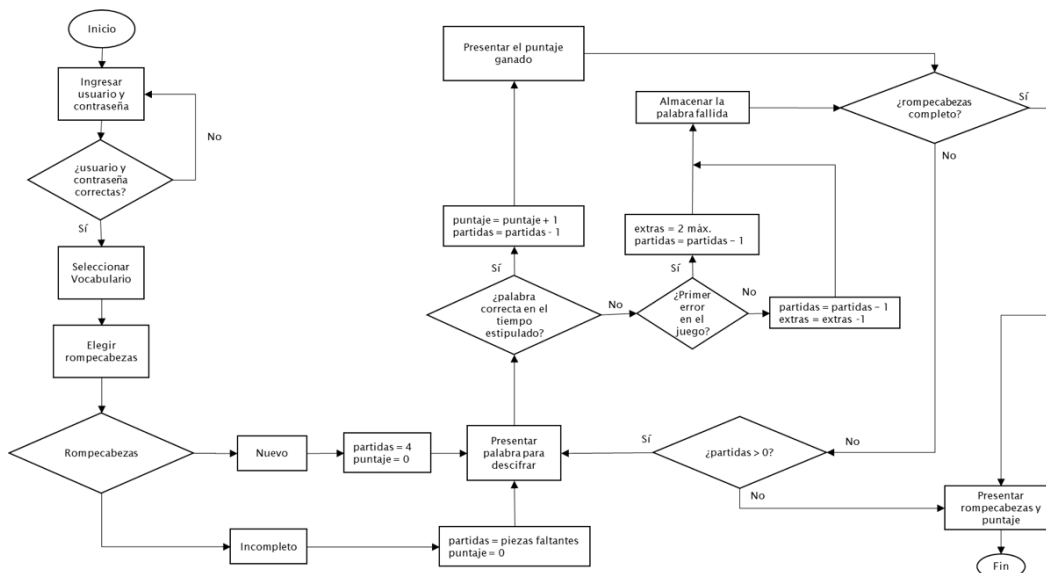 Inicio
Ingresar
usuario y
contraseña
No
¿usuario y
contraseña
correctas?
Sí
Seleccionar
Vocabulario
Elegir
rompecabezas
Rompecabezas
Nuevo
partidas = 4
puntaje = 0
Incompleto
partidas = piezas faltantes
puntaje = 0
Presentar
palabra para
descifrar
¿palabra
correcta en el
tiempo
estipulado?
Sí
No
puntaje = puntaje + 1
partidas = partidas - 1
Presentar el puntaje
ganado
¿Primer
error
en el
juego?
Sí
No
extras = 2 màx.
partidas = partidas – 1
partidas = partidas – 1
extras = extras -1
Almacenar la
palabra fallida
¿rompecabezas
completo?
Sí
No
¿partidas > 0?
Sí
No
No
Presentar
rompecabezas y
puntaje
Fin